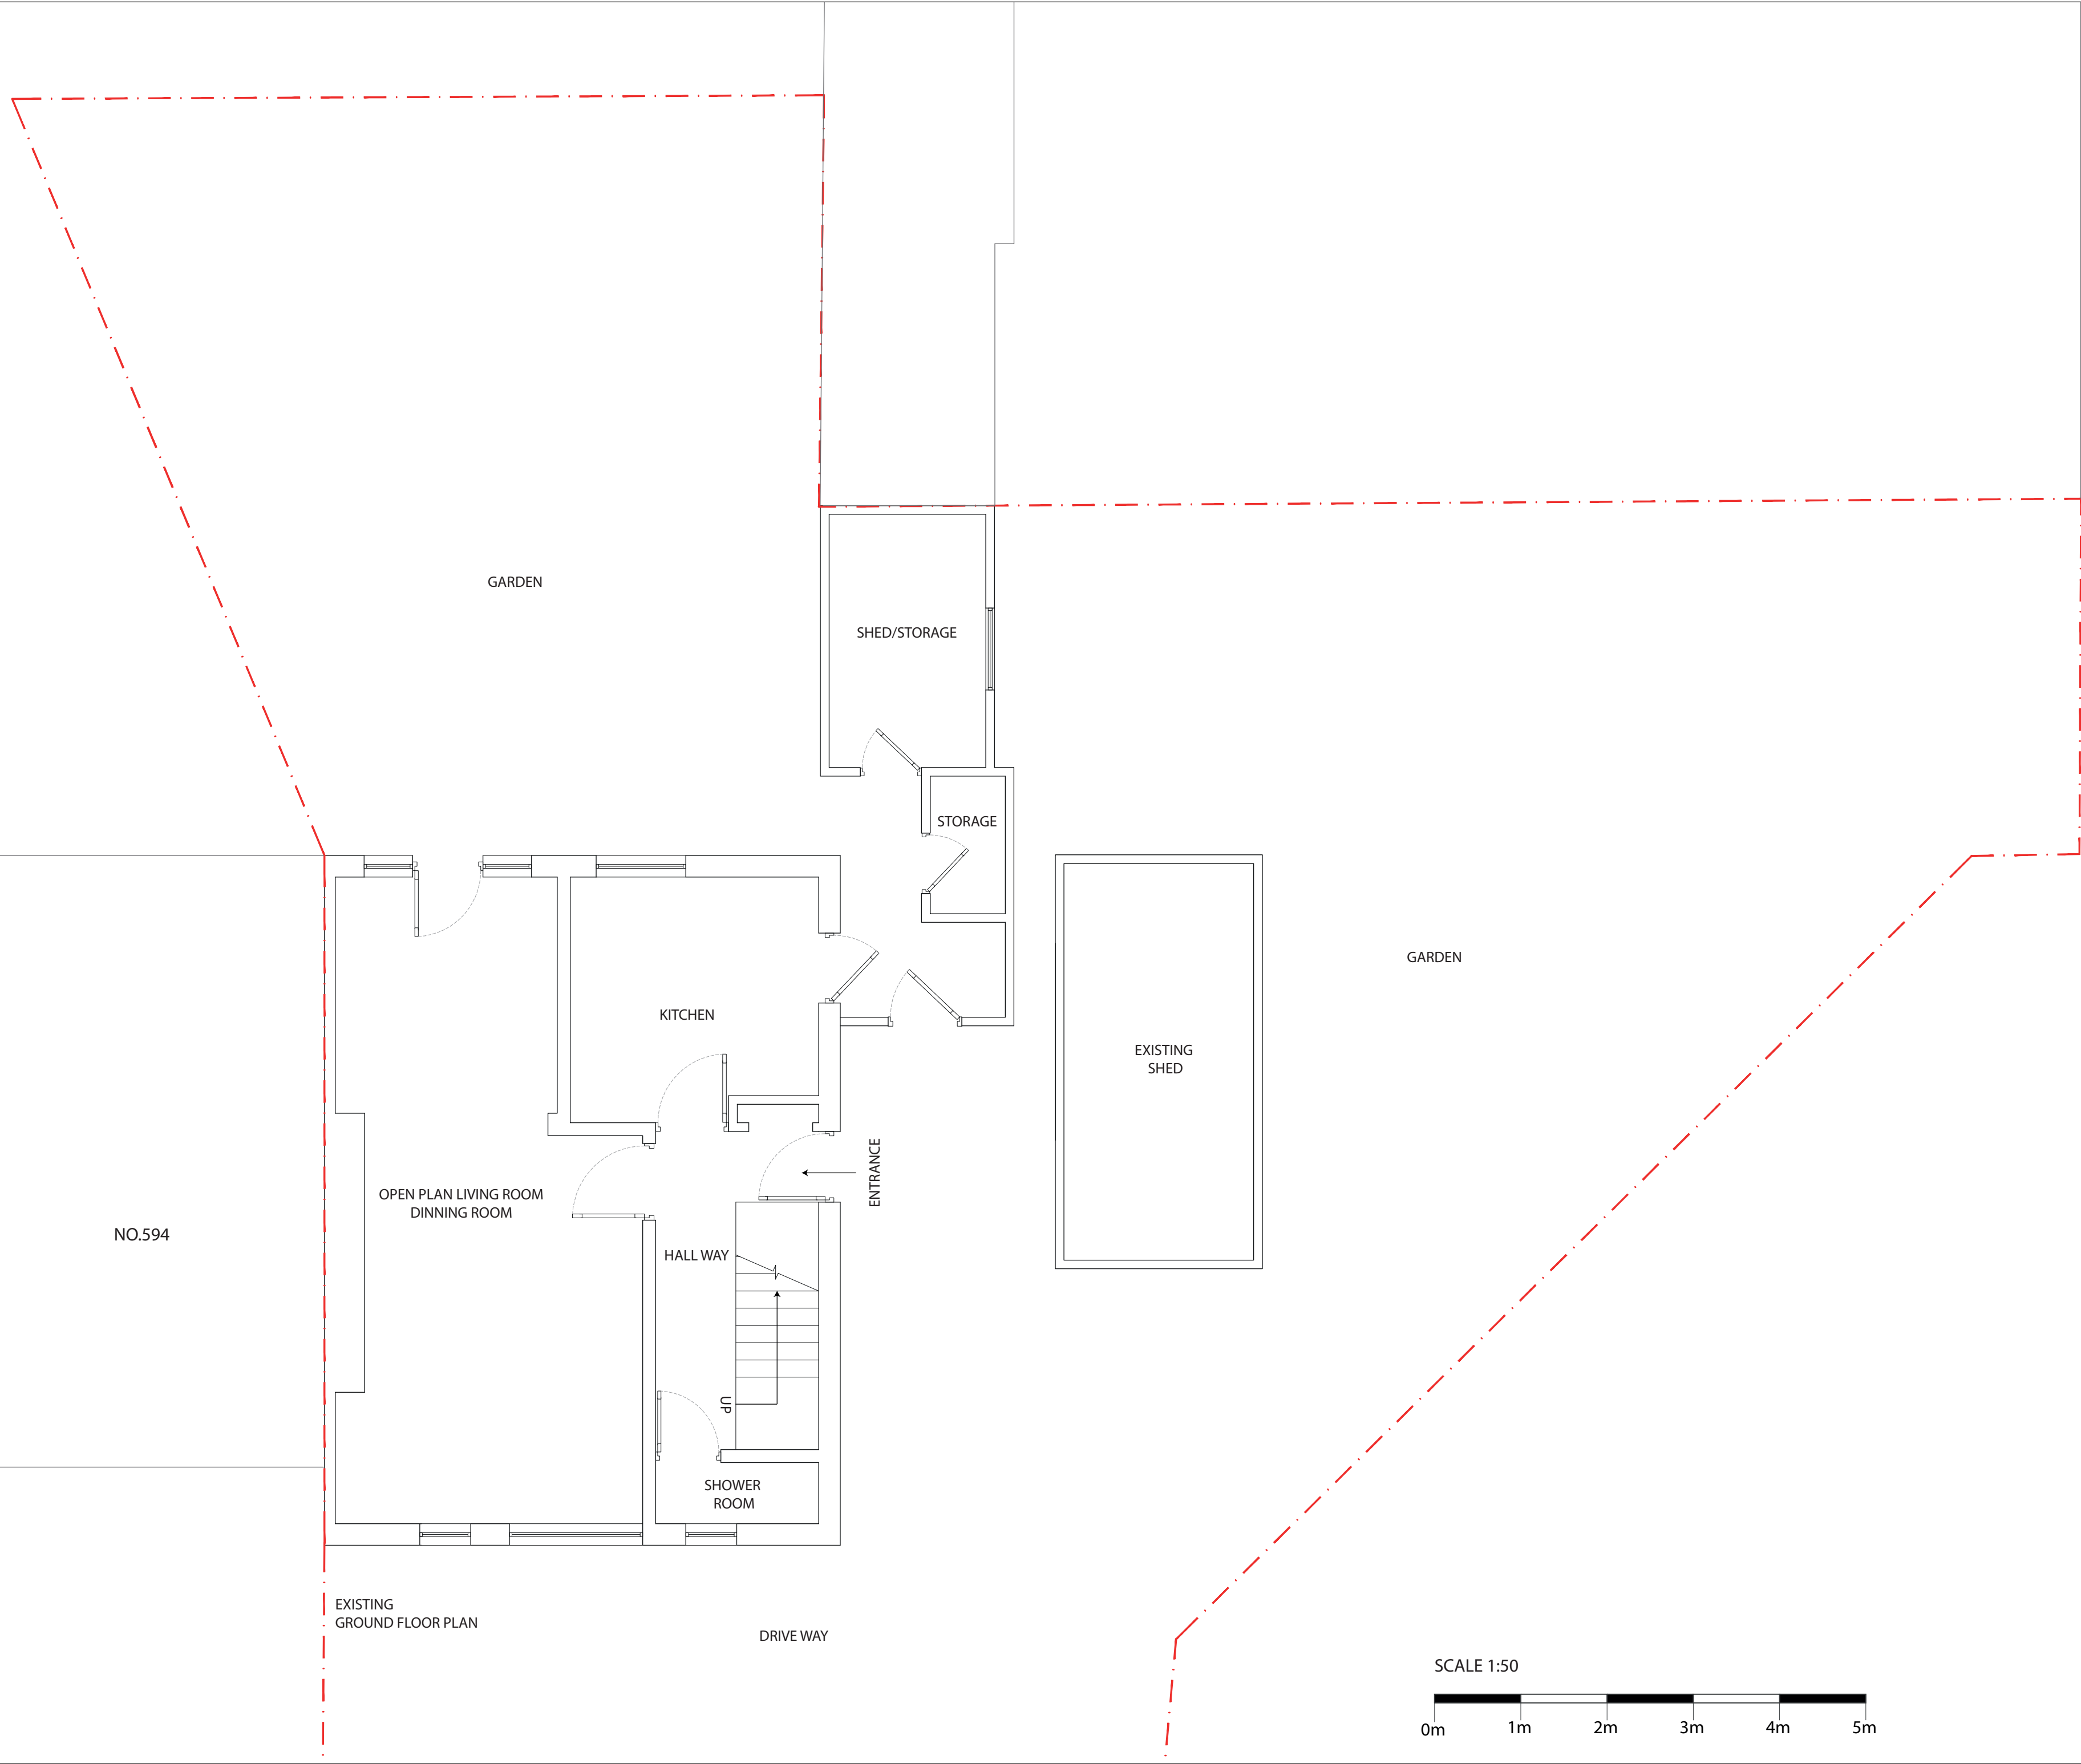 GARDEN
SHED/STORAGE
STORAGE
GARDEN
KITCHEN
EXISTING
SHED
ENTRANCE
OPEN PLAN LIVING ROOM
DINNING ROOM
NO.594
HALL WAY
UP
SHOWER
ROOM
EXISTING
GROUND FLOOR PLAN
DRIVE WAY
SCALE 1:50
0m 1m 2m 3m 4m 5m